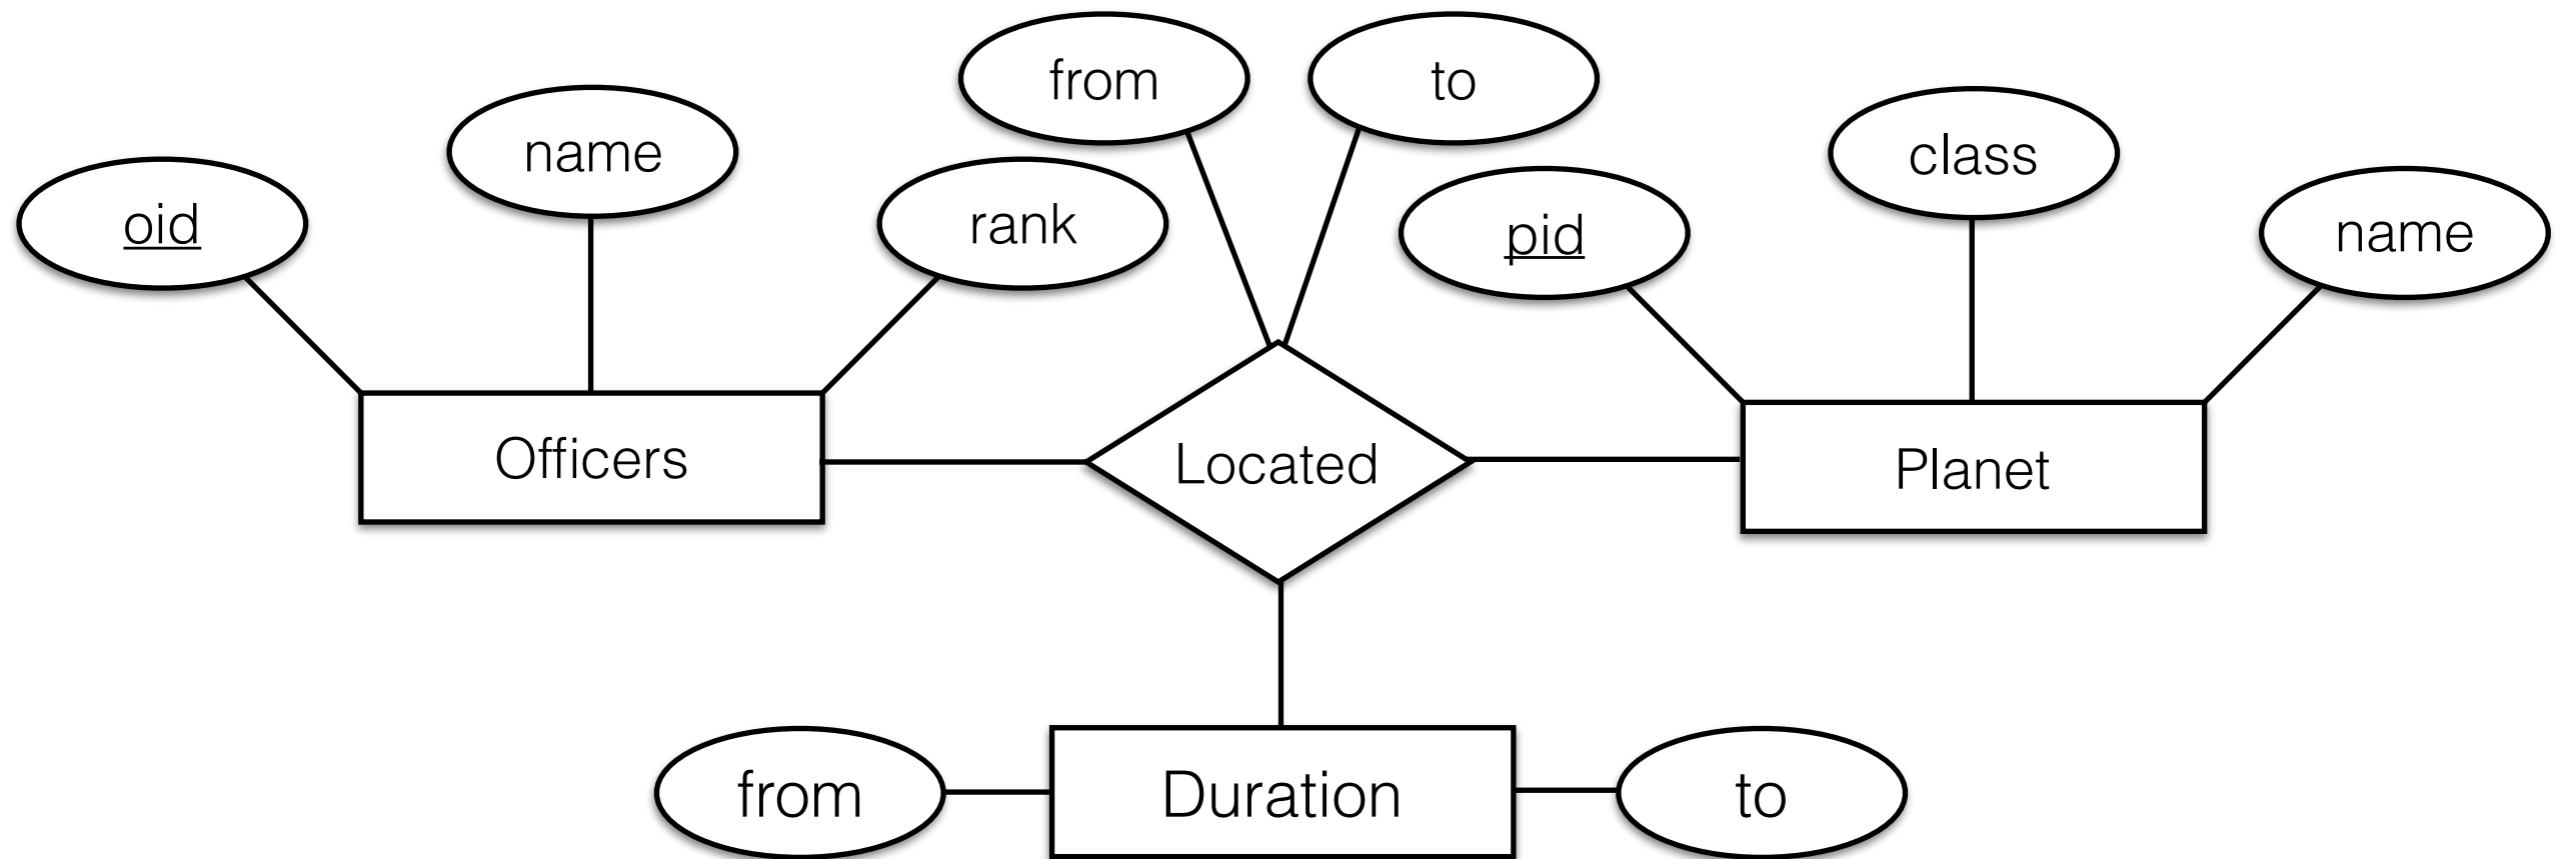 from
to
name
class
oid
rank
pid
name
Officers
Located
Planet
from
Duration
to